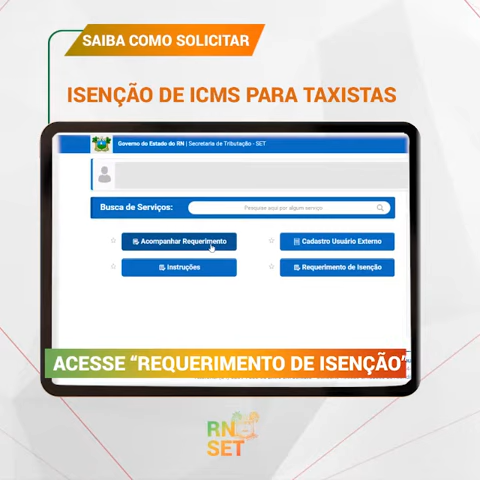 SAIBA COMO SOLICITAR
ISENÇÃO DE ICMS PARA TAXISTAS
Governo do Estado do RN | Secretaria de Tributação - SET
Busca de Serviços:
Pesquise aqui por algum serviço
Acompanhar Requerimento
Cadastro Usuário Externo
Instruções
Requerimento de Isenção
ACESSE “REQUERIMENTO DE ISENÇÃO”
RN
SET